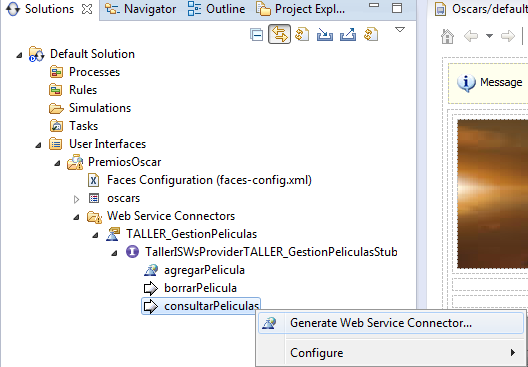 Solutions
Navigator
Outline
Project Expl...
Default Solution
Processes
Rules
Simulations
Tasks
User Interfaces
PremiosOscar
Faces Configuration (faces-config.xml)
oscars
Web Service Connectors
TALLER_GestionPeliculas
TallerISWsProviderTALLER_GestionPeliculasStub
agregarPelicula
borrarPelicula
consultarPeliculas
Generate Web Service Connector...
Configure
Oscars/default
Message